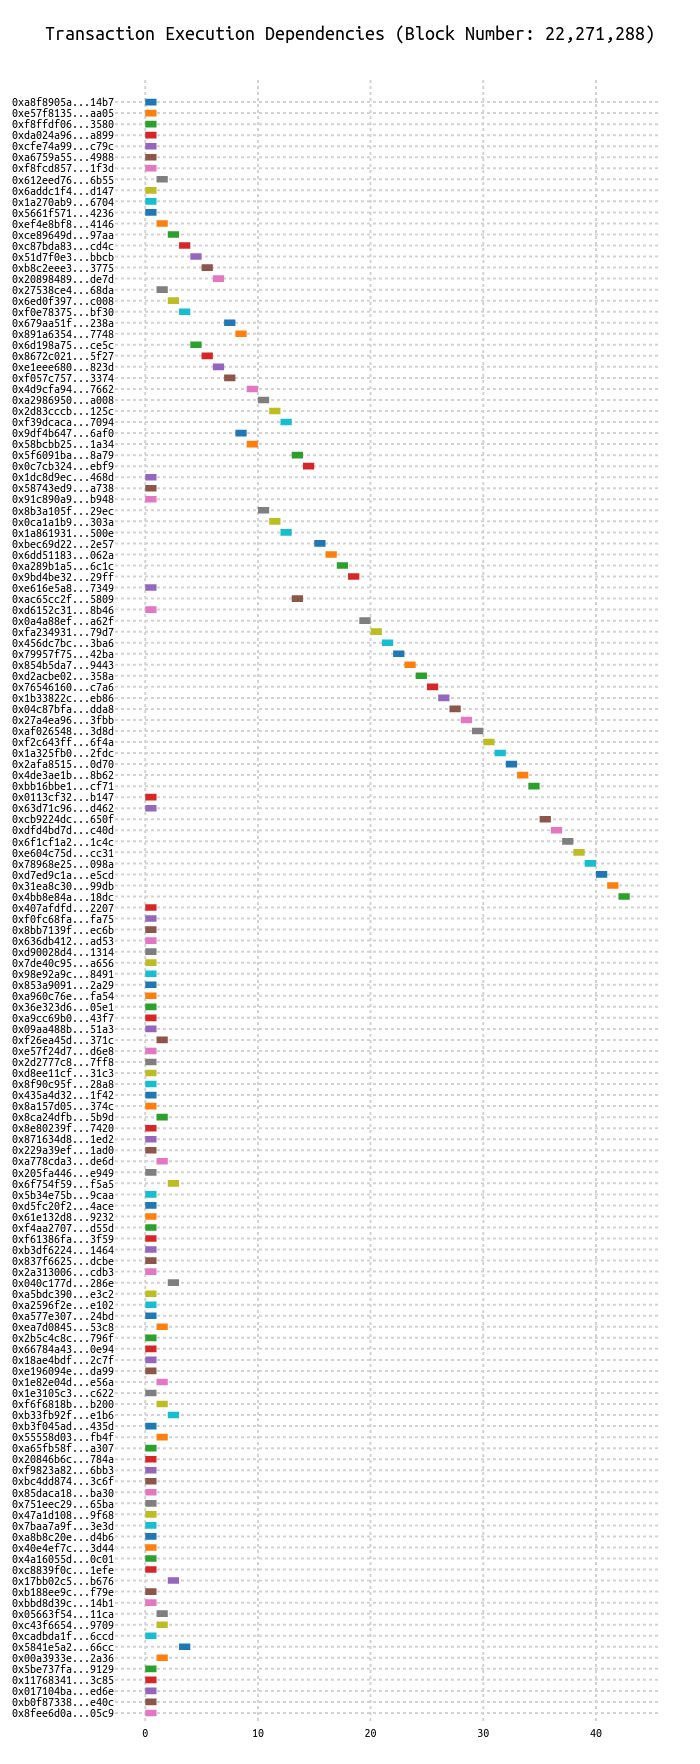 Transaction Execution Dependencies (Block Number: 22,271,288)
0xa8f8905a...14b7
0xe57f8135...aa05
0xf8ffdf06...3580
0xda024a96...a899
0xcfe74a99...c79c
0xa6759a55...4988
0xf8fcd857...1f3d
0x612eed76...6b55
0x6addc1f4...d147
0x1a270ab9...6704
0x5661f571...4236
0xef4e8bf8...4146
0xce89649d...97aa
0xc87bda83...cd4c
0x51d7f0e3...bbcb
0xb8c2eee3...3775
0x20898489...de7d
0x27538ce4...68da
0x6ed0f397...c008
0xf0e78375...bf30
0x679aa51f...238a
0x891a6354...7748
0x6d198a75...ce5c
0x8672c021...5f27
0xe1eee680...823d
0xf057c757...3374
0x4d9cfa94...7662
0xa2986950...a008
0x2d83cccb...125c
0xf39dcaca...7094
0x9df4b647...6af0
0x58bcbb25...1a34
0x5f6091ba...8a79
0x0c7cb324...ebf9
0x1dc8d9ec...468d
0x58743ed9...a738
0x91c890a9...b948
0x8b3a105f...29ec
0x0ca1a1b9...303a
0x1a861931...500e
0xbec69d22...2e57
0x6dd51183...062a
0xa289b1a5...6c1c
0x9bd4be32...29ff
0xe616e5a8...7349
0xac65cc2f...5809
0xd6152c31...8b46
0x0a4a88ef...a62f
0xfa234931...79d7
0x456dc7bc...3ba6
0x79957f75...42ba
0x854b5da7...9443
0xd2acbe02...358a
0x76546160...c7a6
0x1b33822c...eb86
0x04c87bfa...dda8
0x27a4ea96...3fbb
0xaf026548...3d8d
0xf2c643ff...6f4a
0x1a325fb0...2fdc
0x2afa8515...0d70
0x4de3ae1b...8b62
0xbb16bbe1...cf71
0x0113cf32...b147
0x63d71c96...d462
0xcb9224dc...650f
0xdfd4bd7d...c40d
0x6f1cf1a2...1c4c
0xe604c75d...cc31
0x78968e25...098a
0xd7ed9c1a...e5cd
0x31ea8c30...99db
0x4bb8e84a...18dc
0x407afdfd...2207
0xf0fc68fa...fa75
0x8bb7139f...ec6b
0x636db412...ad53
0xd90028d4...1314
0x7de40c95...a656
0x98e92a9c...8491
0x853a9091...2a29
0xa960c76e...fa54
0x36e323d6...05e1
0xa9cc69b0...43f7
0x09aa488b...51a3
0xf26ea45d...371c
0xe57f24d7...d6e8
0x2d2777c8...7ff8
0xd8ee11cf...31c3
0x8f90c95f...28a8
0x435a4d32...1f42
0x8a157d05...374c
0x8ca24dfb...5b9d
0x8e80239f...7420
0x871634d8...1ed2
0x229a39ef...1ad0
0xa778cda3...de6d
0x205fa446...e949
0x6f754f59...f5a5
0x5b34e75b...9caa
0xd5fc20f2...4ace
0x61e132d8...9232
0xf4aa2707...d55d
0xf61386fa...3f59
0xb3df6224...1464
0x837f6625...dcbe
0x2a313006...cdb3
0x040c177d...286e
0xa5bdc390...e3c2
0xa2596f2e...e102
0xa577e307...24bd
0xea7d0845...53c8
0x2b5c4c8c...796f
0x66784a43...0e94
0x18ae4bdf...2c7f
0xe196094e...da99
0x1e82e04d...e56a
0x1e3105c3...c622
0xf6f6818b...b200
0xb33fb92f...e1b6
0xb3f045ad...435d
0x55558d03...fb4f
0xa65fb58f...a307
0x20846b6c...784a
0xf9823a82...6bb3
0xbc4dd874...3c6f
0x85daca18...ba30
0x751eec29...65ba
0x47a1d108...9f68
0x7baa7a9f...3e3d
0xa8b8c20e...d4b6
0x40e4ef7c...3d44
0x4a16055d...0c01
0xc8839f0c...1efe
0x17bb02c5...b676
0xb188ee9c...f79e
0xbbd8d39c...14b1
0x05663f54...11ca
0xc43f6654...9709
0xcadbda1f...6ccd
0x5841e5a2...66cc
0x00a3933e...2a36
0x5be737fa...9129
0x11768341...3c85
0x017104ba...ed6e
0xb0f87338...e40c
0x8fee6d0a...05c9
0 10 20 30 40